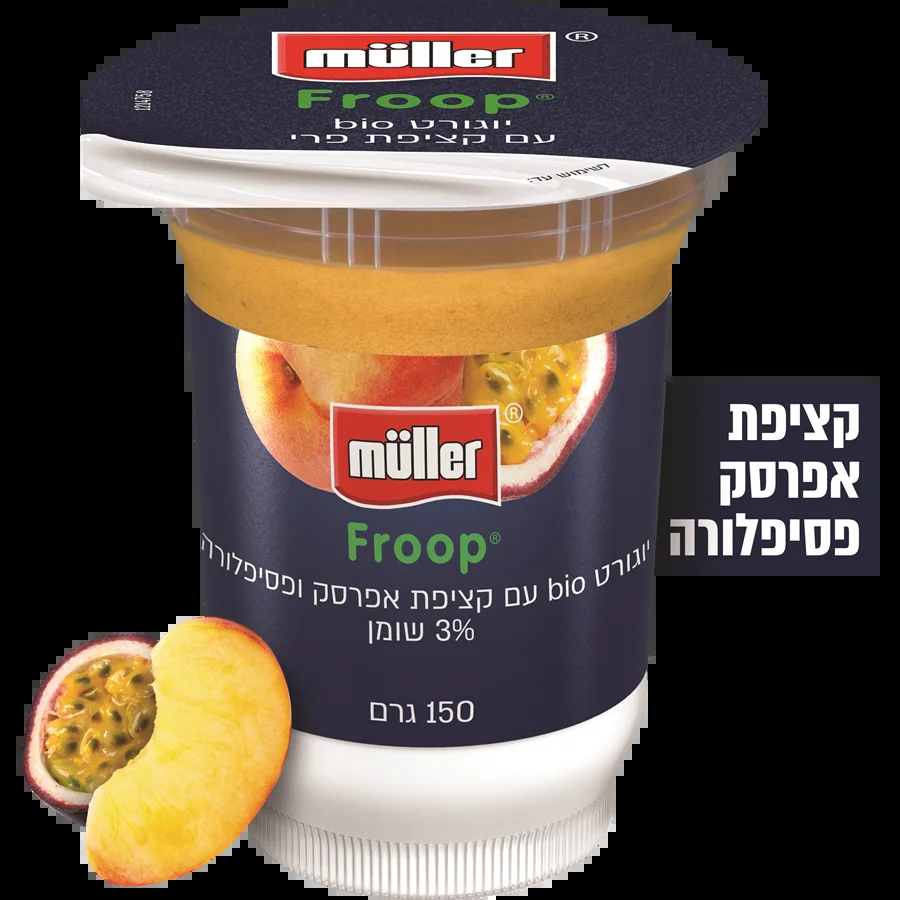 müller®
Froop®
יוגורט bio
עם קציפת פרי
לשימוש עד:
1214758
müller®
Froop®
יוגורט bio עם קציפת אפרסק ופסיפלורה
3% שומן
150 גרם
קציפת
אפרסק
פסיפלורה